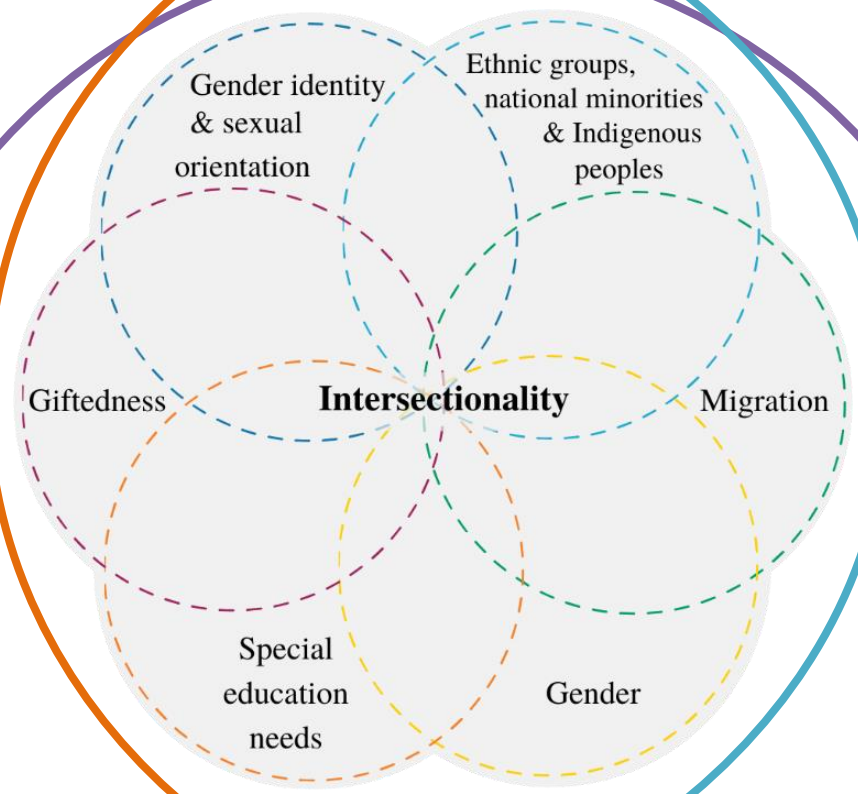 Gender identity
& sexual
orientation
Ethnic groups,
national minorities
& Indigenous
peoples
Giftedness
Intersectionality
Migration
Special
education
needs
Gender